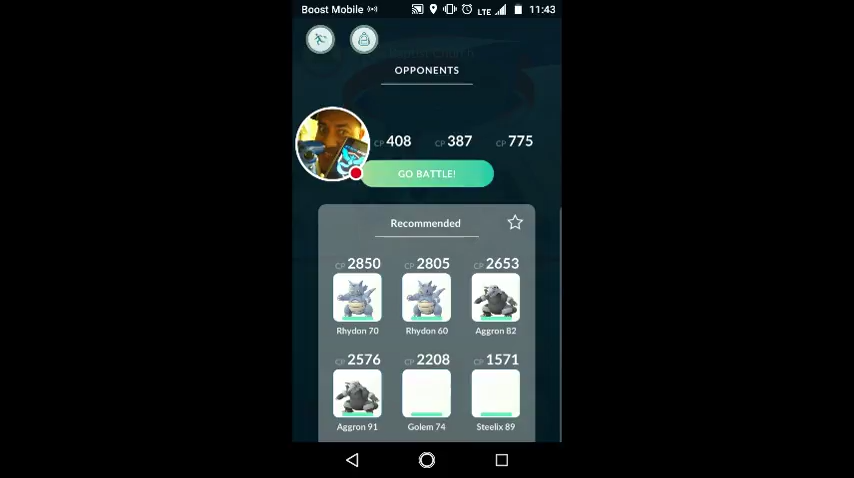 Boost Mobile LTE 11:43
OPPONENTS
CP 408 CP 387 CP 775
GO BATTLE!
Recommended
CP 2850 CP 2805 CP 2653
Rhydon 70 Rhydon 60 Aggron 82
CP 2576 CP 2208 CP 1571
Aggron 91 Golem 74 Steelix 89